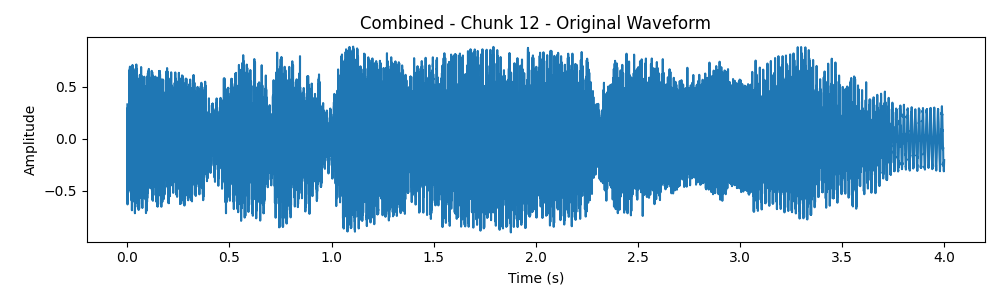 Combined - Chunk 12 - Original Waveform
Amplitude
0.5
0.0
−0.5
0.0 0.5 1.0 1.5 2.0 2.5 3.0 3.5 4.0
Time (s)